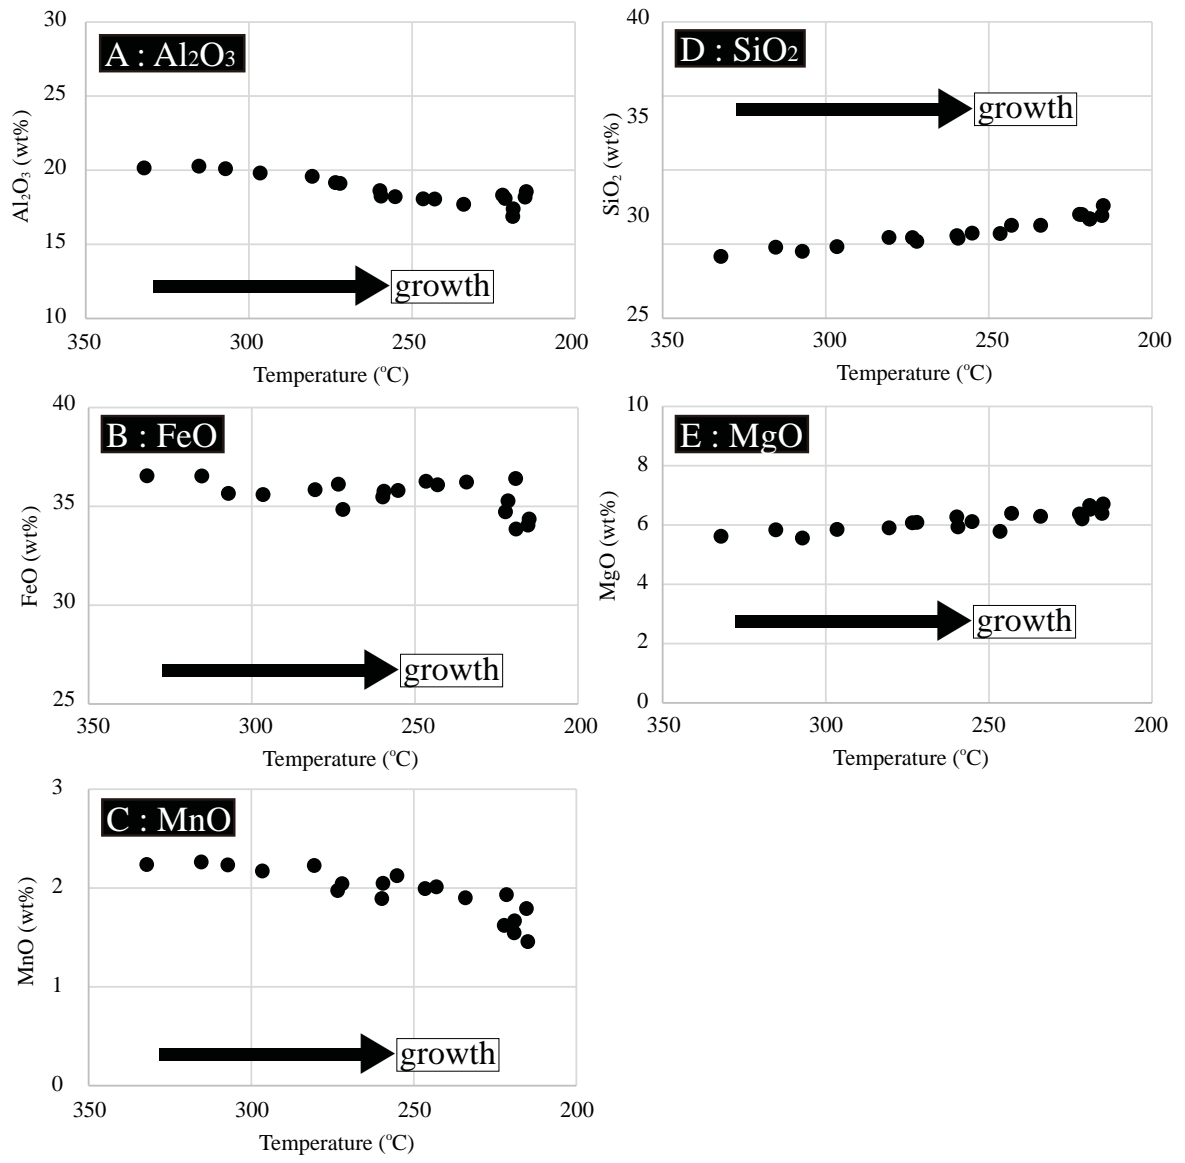 A : Al₂O₃
Al₂O₃ (wt%)
30
25
20
15
10
growth
350
300
250
200
Temperature (°C)
D : SiO₂
SiO₂ (wt%)
40
35
30
25
growth
350
300
250
200
Temperature (°C)
B : FeO
FeO (wt%)
40
35
30
25
growth
350
300
250
200
Temperature (°C)
E : MgO
MgO (wt%)
10
8
6
4
2
0
growth
350
300
250
200
Temperature (°C)
C : MnO
MnO (wt%)
3
2
1
0
growth
350
300
250
200
Temperature (°C)